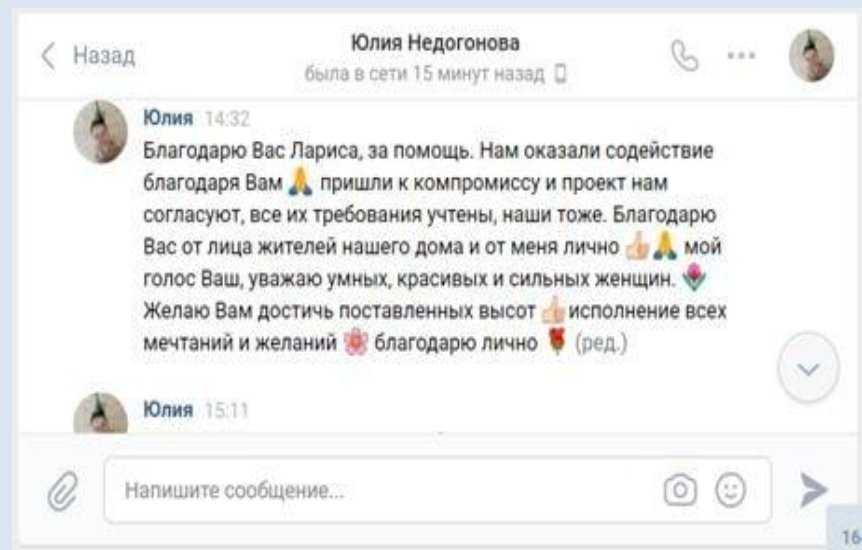 Назад
Юлия Недогонова
была в сети 15 минут назад
Юлия 14:32
Благодарю Вас Лариса, за помощь. Нам оказали содействие
благодаря Вам 🙏 пришли к компромиссу и проект нам
согласуют, все их требования учтены, наши тоже. Благодарю
Вас от лица жителей нашего дома и от меня лично 👍🙏 мой
голос Ваш, уважаю умных, красивых и сильных женщин. 🌷
Желаю Вам достичь поставленных высот 👍 исполнение всех
мечтаний и желаний 🌸 благодарю лично 🌹 (ред.)
Юлия 15:11
Напишите сообщение...
16